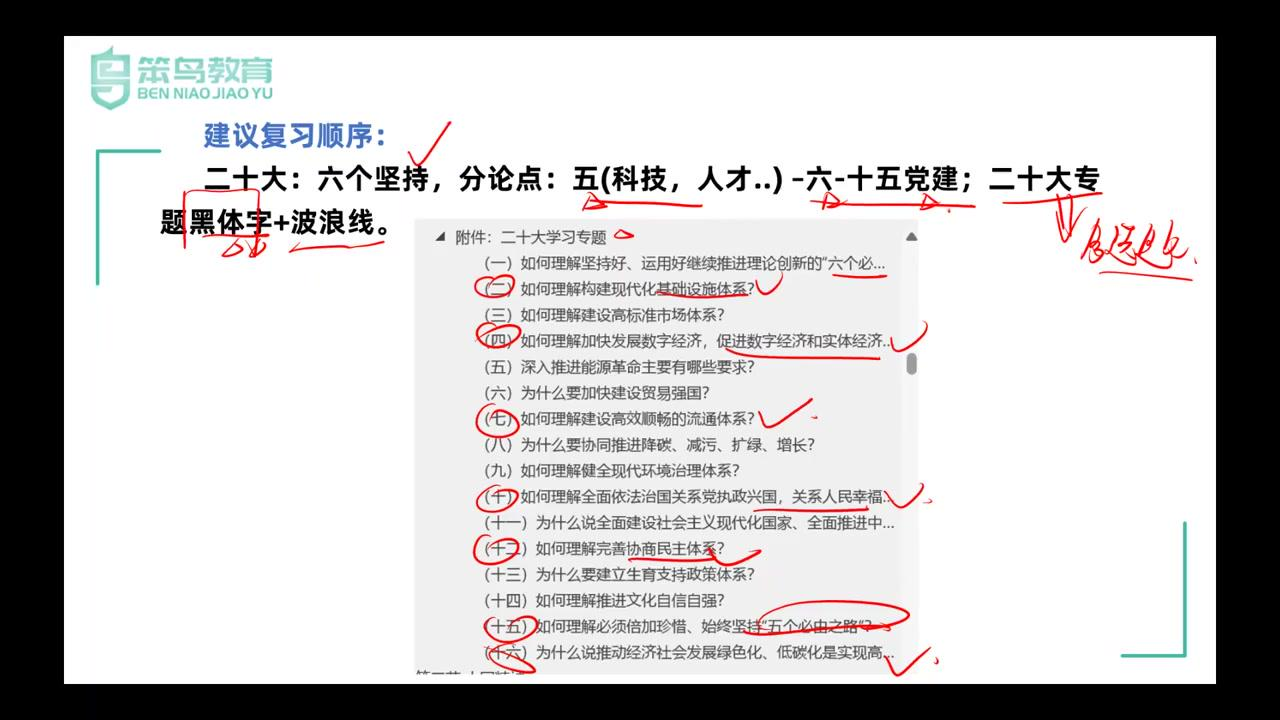 笨鸟教育
BEN NIAO JIAO YU
建议复习顺序：
二十大：六个坚持，分论点：五(科技，人才..) –六-十五党建；二十大专
题黑体字+波浪线。
附件：二十大学习专题
（一）如何理解坚持好、运用好继续推进理论创新的“六个必...
（二）如何理解构建现代化基础设施体系？
（三）如何理解建设高标准市场体系？
（四）如何理解加快发展数字经济，促进数字经济和实体经济...
（五）深入推进能源革命主要有哪些要求？
（六）为什么要加快建设贸易强国？
（七）如何理解建设高效顺畅的流通体系？
（八）为什么要协同推进降碳、减污、扩绿、增长？
（九）如何理解健全现代环境治理体系？
（十）如何理解全面依法治国关系党执政兴国，关系人民幸福...
（十一）为什么说全面建设社会主义现代化国家、全面推进中...
（十二）如何理解完善协商民主体系？
（十三）为什么要建立生育支持政策体系？
（十四）如何理解推进文化自信自强？
（十五）如何理解必须倍加珍惜、始终坚持“五个必由之路”？
（十六）为什么说推动经济社会发展绿色化、低碳化是实现高...